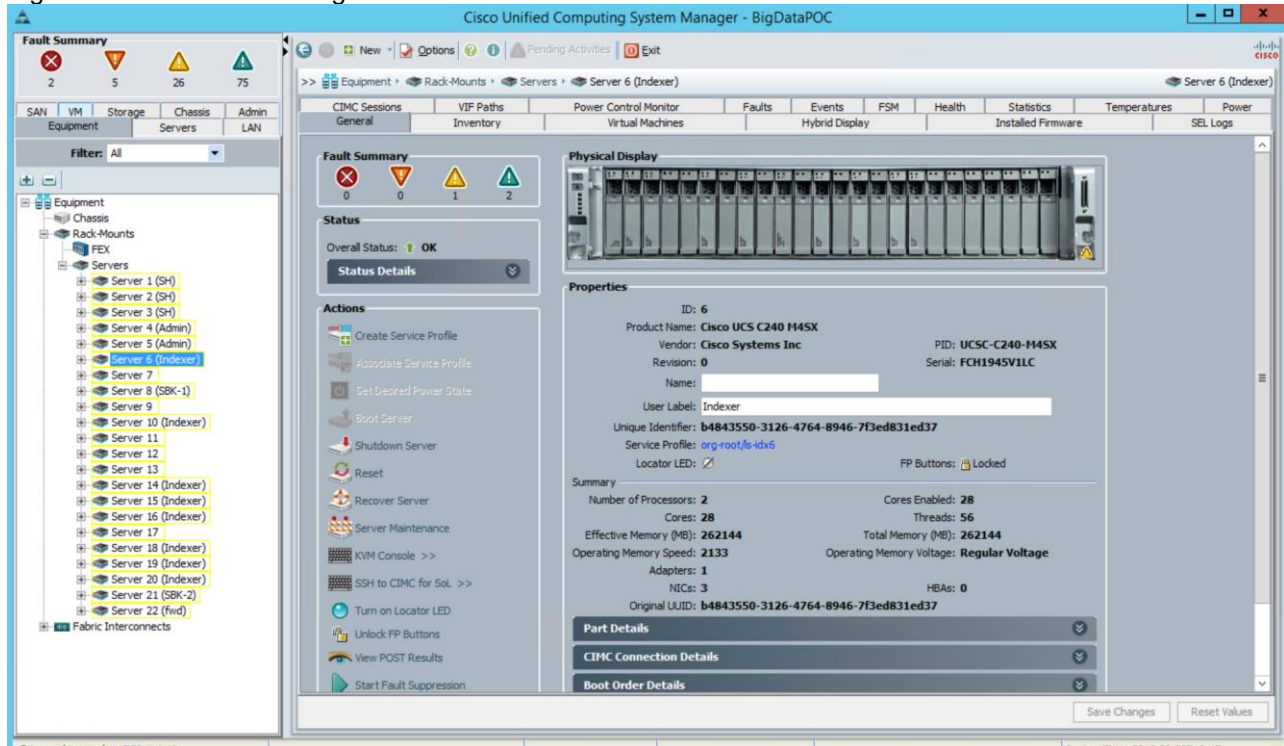 Cisco Unified Computing System Manager - BigDataPOC
Fault Summary
2 5 26 75
New Options Pending Activities Exit
cisco
>> Equipment Rack-Mounts Servers Server 6 (Indexer) Server 6 (Indexer)
SAN VM Storage Chassis Admin
Equipment Servers LAN
Filter: All
Equipment
Chassis
Rack-Mounts
FEX
Servers
Server 1 (SH)
Server 2 (SH)
Server 3 (SH)
Server 4 (Admin)
Server 5 (Admin)
Server 6 (Indexer)
Server 7
Server 8 (SBK-1)
Server 9
Server 10 (Indexer)
Server 11
Server 12
Server 13
Server 14 (Indexer)
Server 15 (Indexer)
Server 16 (Indexer)
Server 17
Server 18 (Indexer)
Server 19 (Indexer)
Server 20 (Indexer)
Server 21 (SBK-2)
Server 22 (fwd)
Fabric Interconnects
CIMC Sessions VIF Paths Power Control Monitor Faults Events FSM Health Statistics Temperatures Power
General Inventory Virtual Machines Hybrid Display Installed Firmware SEL Logs
Fault Summary
0 0 1 2
Status
Overall Status: OK
Status Details
Actions
Create Service Profile
Associate Service Profile
Set Desired Power State
Boot Server
Shutdown Server
Reset
Recover Server
Server Maintenance
KVM Console >>
SSH to CIMC for SoL >>
Turn on Locator LED
Unlock FP Buttons
View POST Results
Start Fault Suppression
Physical Display
Properties
ID: 6
Product Name: Cisco UCS C240 M4SX
Vendor: Cisco Systems Inc PID: UCSC-C240-M4SX
Revision: 0 Serial: FCH1945V1LC
Name:
User Label: Indexer
Unique Identifier: b4843550-3126-4764-8946-7f3ed831ed37
Service Profile: org-root/ls-idx6
Locator LED: FP Buttons: Locked
Summary
Number of Processors: 2 Cores Enabled: 28
Cores: 28 Threads: 56
Effective Memory (MB): 262144 Total Memory (MB): 262144
Operating Memory Speed: 2133 Operating Memory Voltage: Regular Voltage
Adapters: 1
NICs: 3 HBAs: 0
Original UUID: b4843550-3126-4764-8946-7f3ed831ed37
Part Details
CIMC Connection Details
Boot Order Details
Save Changes Reset Values